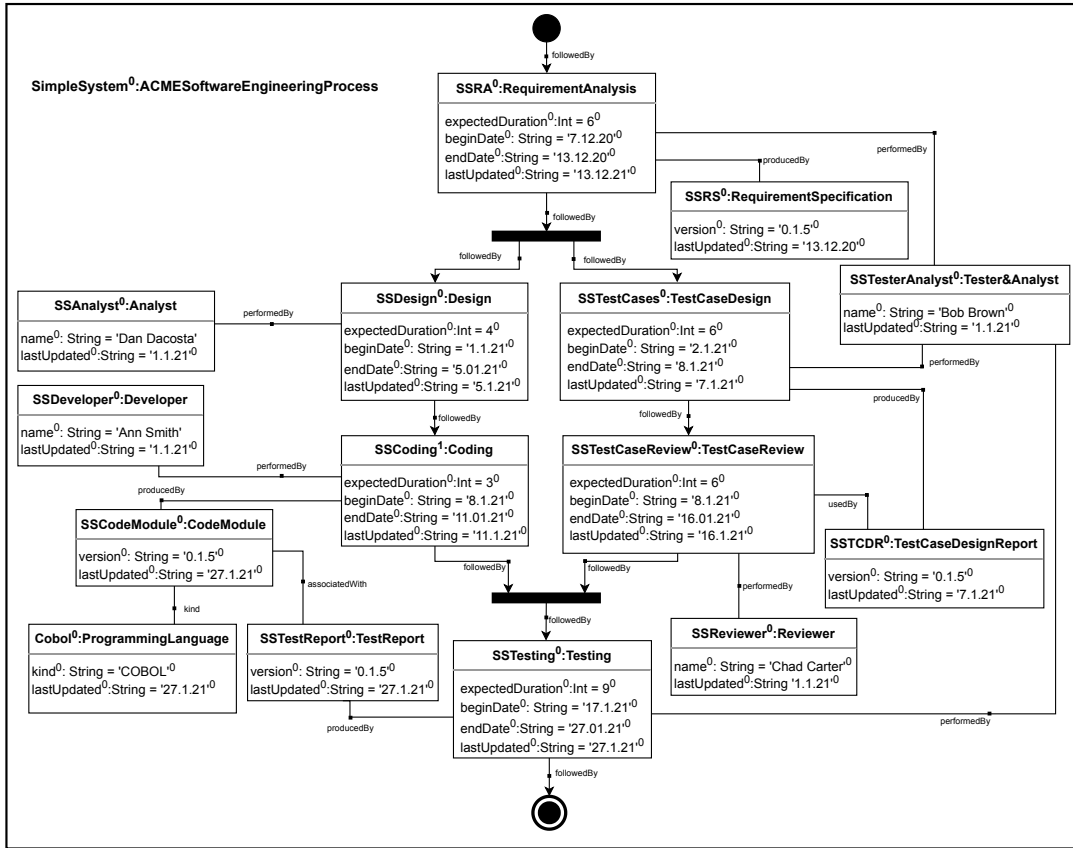 followedBy
SimpleSystem⁰:ACMESoftwareEngineeringProcess
SSRA⁰:RequirementAnalysis
expectedDuration⁰:Int = 6⁰
beginDate⁰: String = '7.12.20'⁰
endDate⁰:String = '13.12.20'⁰
lastUpdated⁰:String = '13.12.21'⁰
performedBy
producedBy
SSRS⁰:RequirementSpecification
version⁰: String = '0.1.5'⁰
lastUpdated⁰:String = '13.12.20'⁰
followedBy
followedBy
followedBy
SSTesterAnalyst⁰:Tester&Analyst
name⁰: String = 'Bob Brown'⁰
lastUpdated⁰:String = '1.1.21'⁰
SSAnalyst⁰:Analyst
name⁰: String = 'Dan Dacosta'
lastUpdated⁰:String = '1.1.21'⁰
performedBy
SSDesign⁰:Design
expectedDuration⁰:Int = 4⁰
beginDate⁰: String = '1.1.21'⁰
endDate⁰:String = '5.01.21'⁰
lastUpdated⁰:String = '5.1.21'⁰
SSTestCases⁰:TestCaseDesign
expectedDuration⁰:Int = 6⁰
beginDate⁰: String = '2.1.21'⁰
endDate⁰:String = '8.1.21'⁰
lastUpdated⁰:String = '7.1.21'⁰
performedBy
producedBy
SSDeveloper⁰:Developer
name⁰: String = 'Ann Smith'
lastUpdated⁰:String = '1.1.21'⁰
followedBy
followedBy
performedBy
producedBy
SSCoding¹:Coding
expectedDuration⁰:Int = 3⁰
beginDate⁰: String = '8.1.21'⁰
endDate⁰:String = '11.01.21'⁰
lastUpdated⁰:String = '11.1.21'⁰
SSTestCaseReview⁰:TestCaseReview
expectedDuration⁰:Int = 6⁰
beginDate⁰: String = '8.1.21'⁰
endDate⁰:String = '16.01.21'⁰
lastUpdated⁰:String = '16.1.21'⁰
usedBy
SSCodeModule⁰:CodeModule
version⁰: String = '0.1.5'⁰
lastUpdated⁰:String = '27.1.21'⁰
SSTCDR⁰:TestCaseDesignReport
version⁰: String = '0.1.5'⁰
lastUpdated⁰:String = '7.1.21'⁰
associatedWith
followedBy
followedBy
performedBy
kind
followedBy
Cobol⁰:ProgrammingLanguage
kind⁰: String = 'COBOL'⁰
lastUpdated⁰:String = '27.1.21'⁰
SSTestReport⁰:TestReport
version⁰: String = '0.1.5'⁰
lastUpdated⁰:String = '27.1.21'⁰
SSTesting⁰:Testing
expectedDuration⁰:Int = 9⁰
beginDate⁰: String = '17.1.21'⁰
endDate⁰:String = '27.01.21'⁰
lastUpdated⁰:String = '27.1.21'⁰
SSReviewer⁰:Reviewer
name⁰: String = 'Chad Carter'⁰
lastUpdated⁰:String '1.1.21'⁰
producedBy
performedBy
followedBy